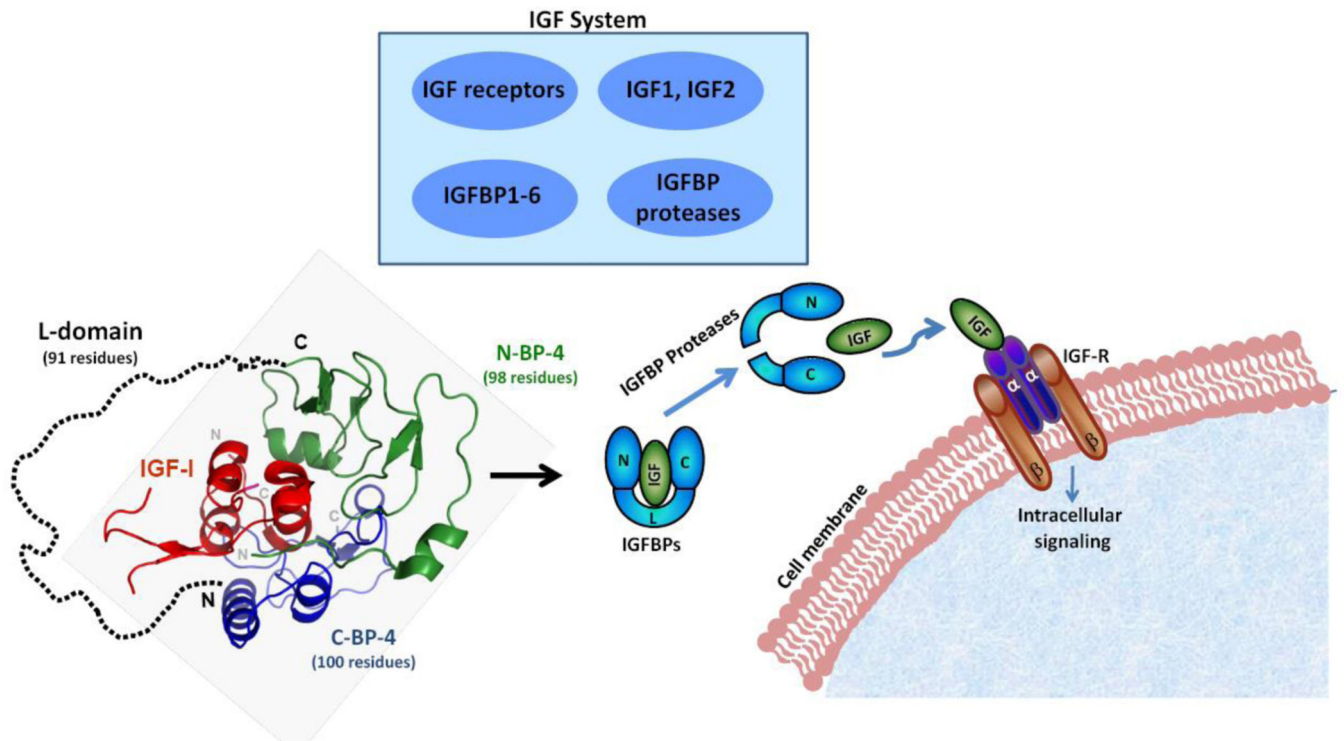 IGF System
IGF receptors
IGF1, IGF2
IGFBP1-6
IGFBP
proteases
L-domain
(91 residues)
C
N-BP-4
(98 residues)
N
IGF-I
C
C
N
N
C-BP-4
(100 residues)
N
IGF
C
L
IGFBPs
IGFBP Proteases
N
IGF
C
IGF
IGF-R
α
α
β
β
Intracellular
signaling
Cell membrane